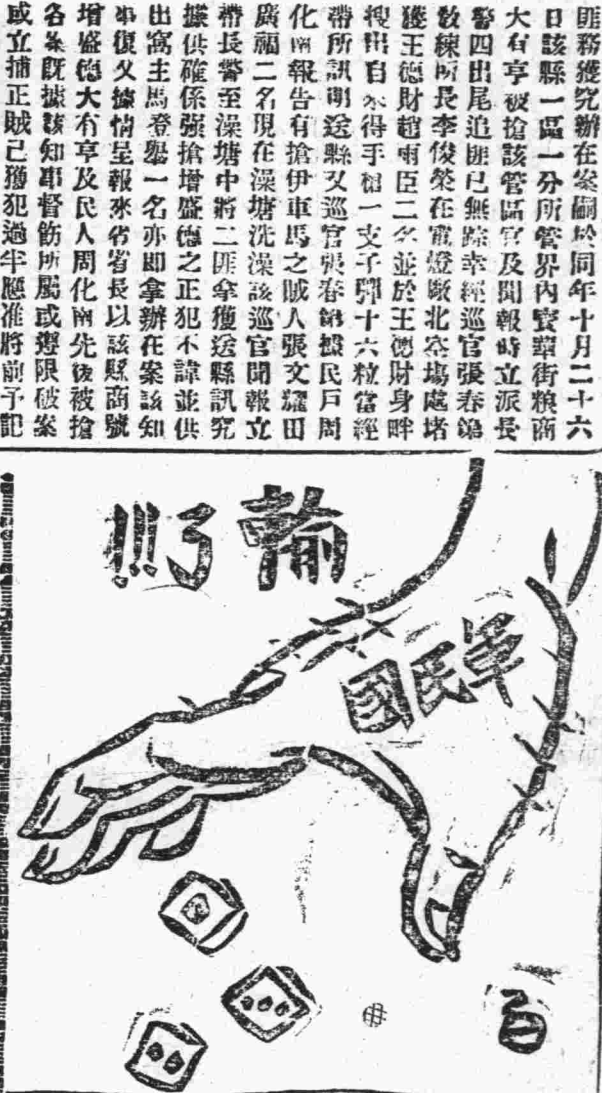 匪務獲究辦在案嗣於同年十月二十六
日該縣一區一分所管界內寶華街糧商
大有亨被搶該管區官及聞報時立派長
警四出尾追匪已無踪幸經巡官張春錦
教練所長李俊榮在電燈廠北窑塲處堵
獲王德財趙雨臣二名並於王德財身畔
搜出自來得手槍一支子彈十六粒當經
帶所訊明送縣又巡官張春錦據民戶周
化南報告有搶伊車馬之賊人張文耀田
廣福二名現在澡塘洗澡該巡官聞報立
帶長警至澡塘中將二匪拿獲送縣訊究
據供確係强搶增盛德之正犯不諱並供
出窩主馬登舉一名亦即拿辦在案該知
事復又據情呈報來省省長以該縣商號
增盛德大有亨及民人周化南先後被搶
各案既據該知事督飭所屬或遵限破案
或立捕正賊已獲犯過半應准將前予記
輸了!!!
國民軍